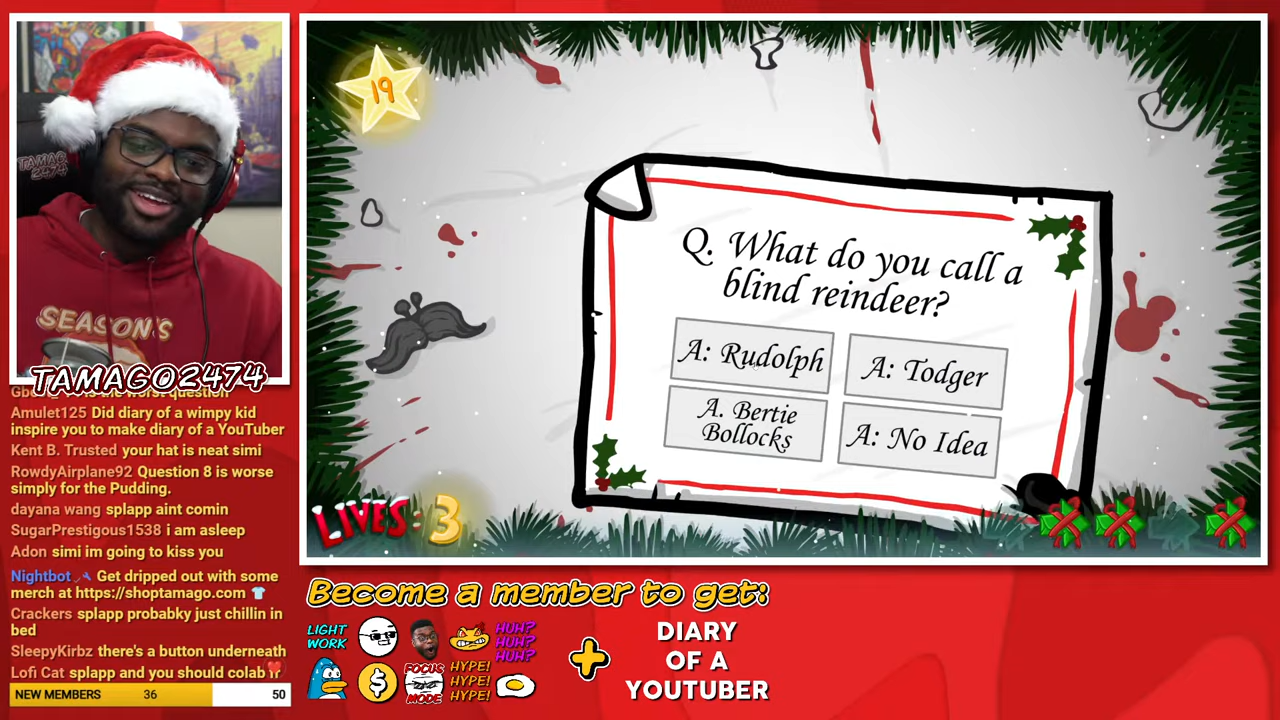 19
Q. What do you call a
blind reindeer?
A: Rudolph
A: Todger
A. Bertie
Bollocks
A: No Idea
LIVES: 3
TAMAGO
2474
SEASON'S
TAMAGO2474
Amulet125 Did diary of a wimpy kid
inspire you to make diary of a YouTuber
Kent B. Trusted your hat is neat simi
RowdyAirplane92 Question 8 is worse
simply for the Pudding.
dayana wang splapp aint comin
SugarPrestigous1538 i am asleep
Adon simi im going to kiss you
Nightbot Get dripped out with some
merch at https://shoptamago.com
Crackers splapp probabky just chillin in
bed
SleepyKirbz there's a button underneath
Lofi Cat splapp and you should colab
NEW MEMBERS 36 50
Become a member to get:
LIGHT
WORK
HUH?
HUH?
HUH?
FOCUS
MODE
HYPE!
HYPE!
HYPE!
$
+
DIARY
OF A
YOUTUBER